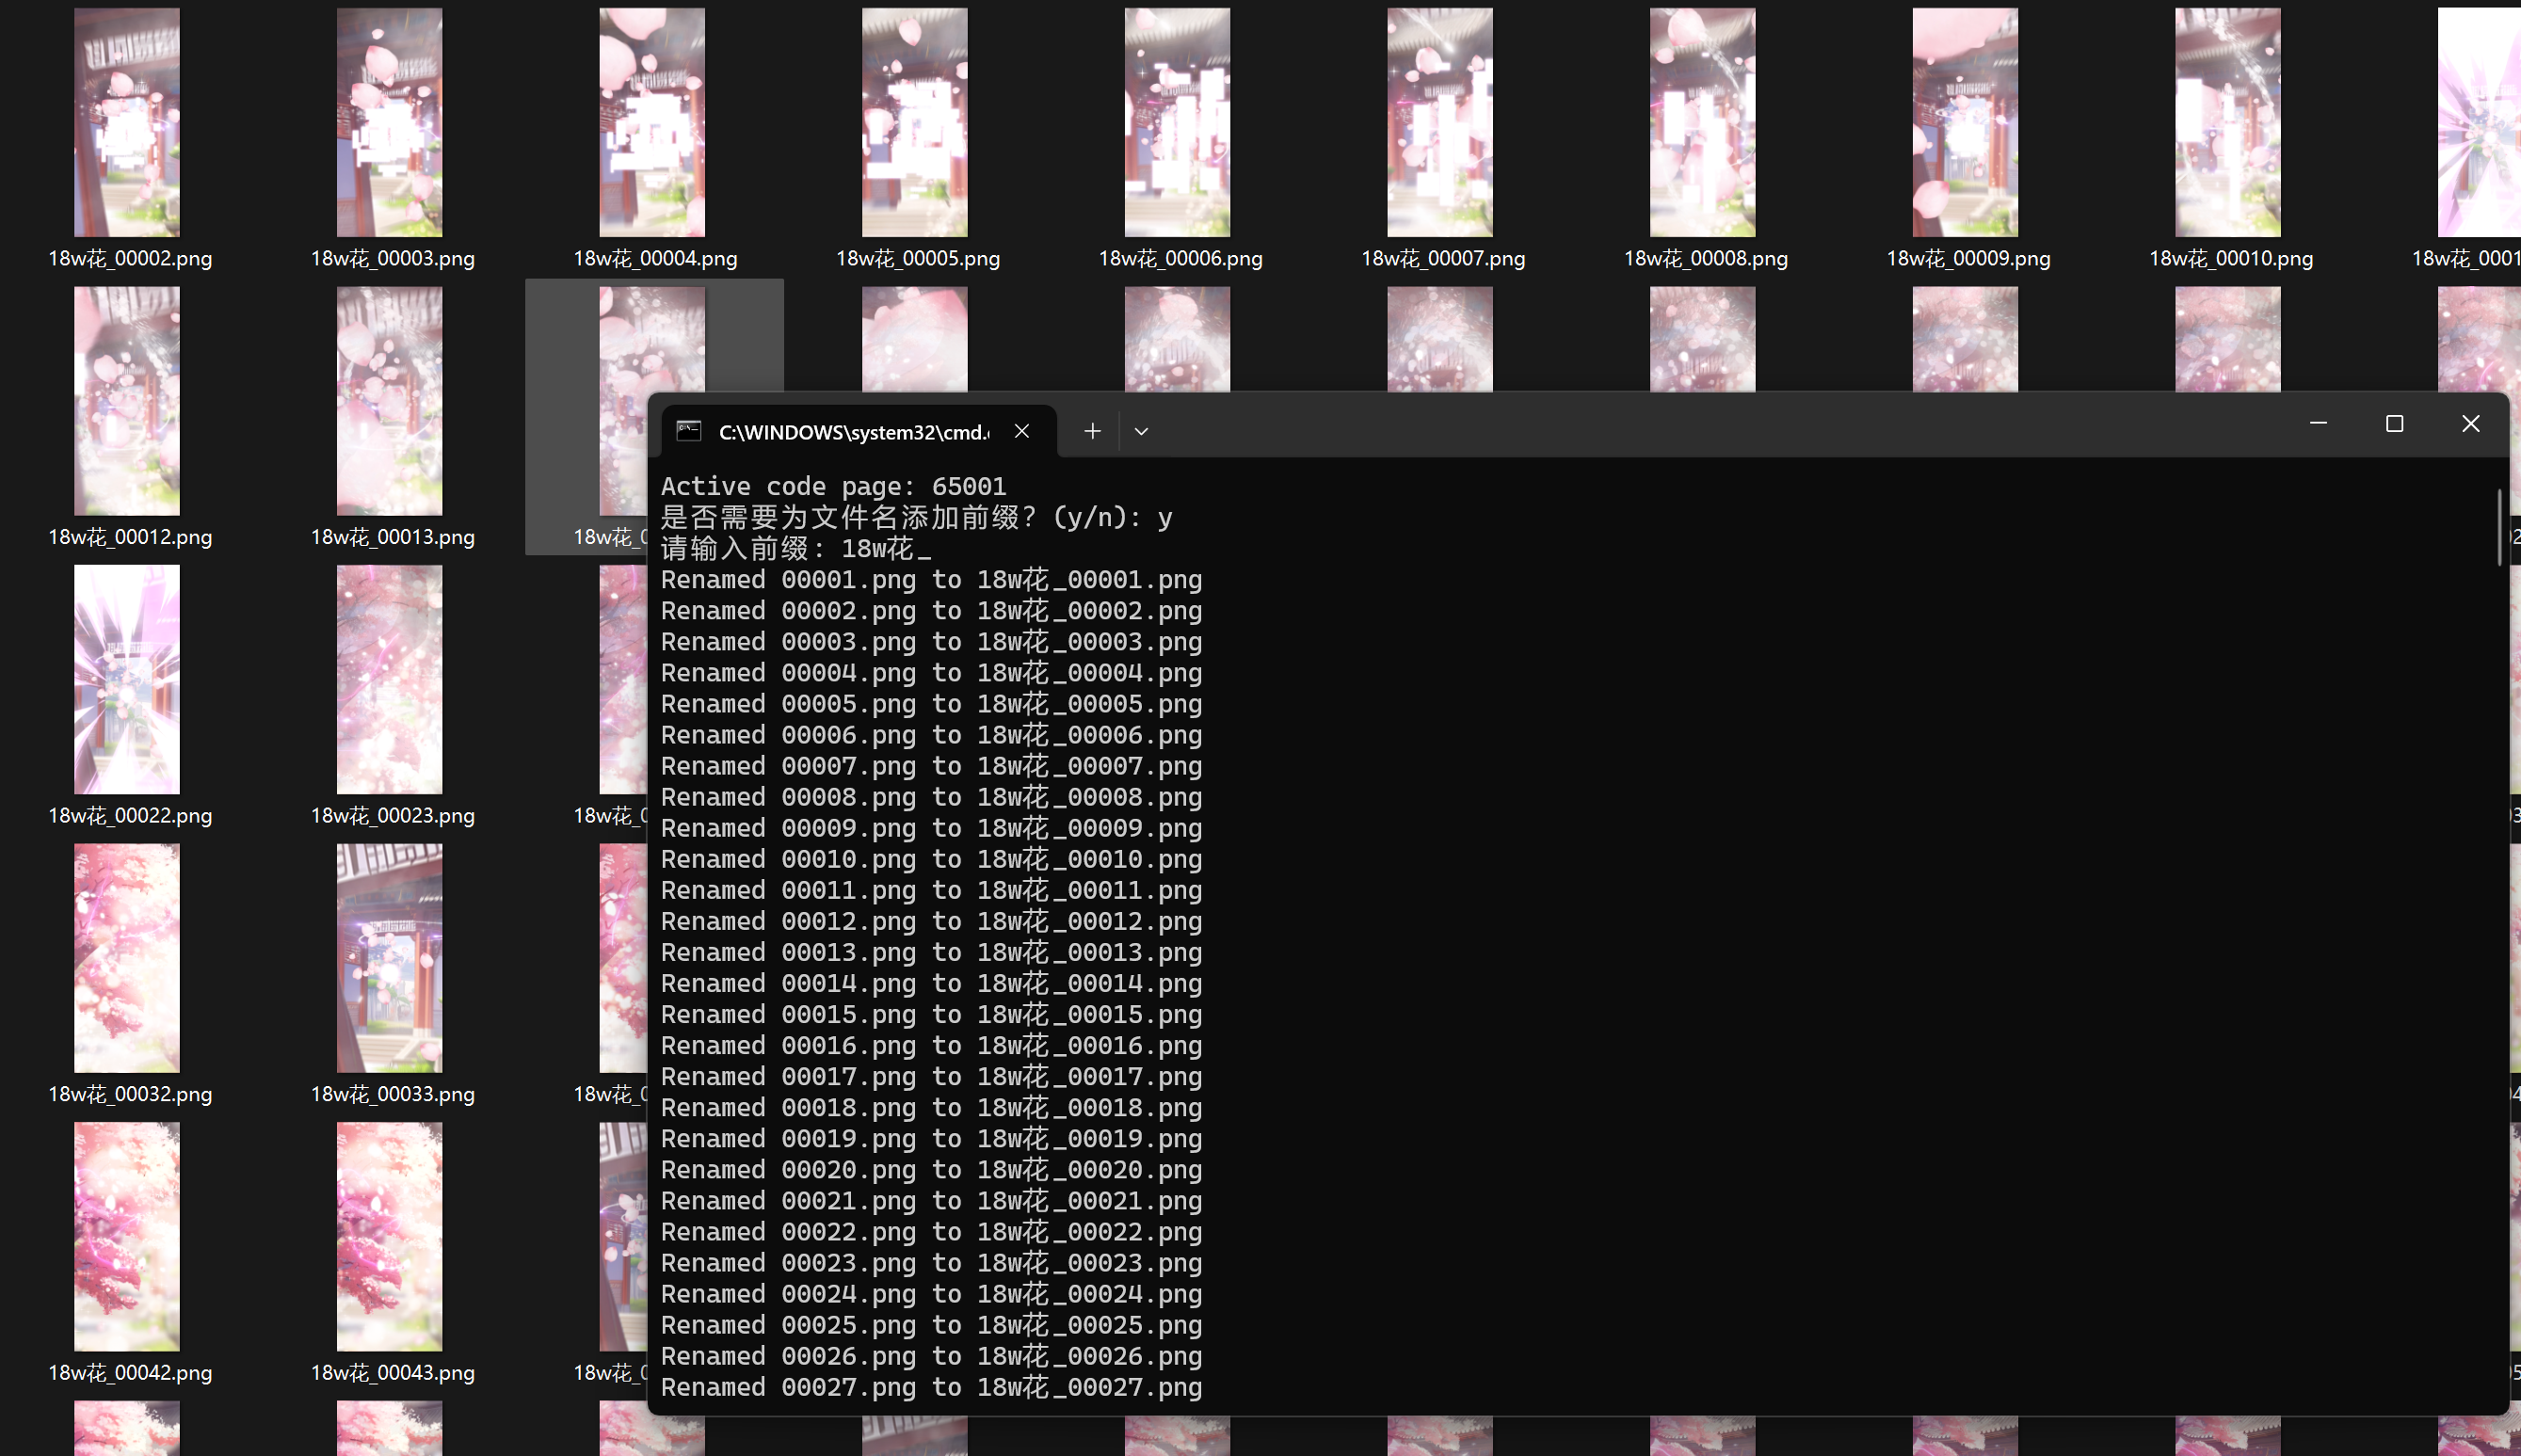 18w花_00002.png 18w花_00003.png 18w花_00004.png 18w花_00005.png 18w花_00006.png 18w花_00007.png 18w花_00008.png 18w花_00009.png 18w花_00010.png 18w花_0001
18w花_00012.png 18w花_00013.png 18w花_0
18w花_00022.png 18w花_00023.png 18w花_0
18w花_00032.png 18w花_00033.png 18w花_0
18w花_00042.png 18w花_00043.png 18w花_0
C:\WINDOWS\system32\cmd.
Active code page: 65001
是否需要为文件名添加前缀？(y/n): y
请输入前缀: 18w花_
Renamed 00001.png to 18w花_00001.png
Renamed 00002.png to 18w花_00002.png
Renamed 00003.png to 18w花_00003.png
Renamed 00004.png to 18w花_00004.png
Renamed 00005.png to 18w花_00005.png
Renamed 00006.png to 18w花_00006.png
Renamed 00007.png to 18w花_00007.png
Renamed 00008.png to 18w花_00008.png
Renamed 00009.png to 18w花_00009.png
Renamed 00010.png to 18w花_00010.png
Renamed 00011.png to 18w花_00011.png
Renamed 00012.png to 18w花_00012.png
Renamed 00013.png to 18w花_00013.png
Renamed 00014.png to 18w花_00014.png
Renamed 00015.png to 18w花_00015.png
Renamed 00016.png to 18w花_00016.png
Renamed 00017.png to 18w花_00017.png
Renamed 00018.png to 18w花_00018.png
Renamed 00019.png to 18w花_00019.png
Renamed 00020.png to 18w花_00020.png
Renamed 00021.png to 18w花_00021.png
Renamed 00022.png to 18w花_00022.png
Renamed 00023.png to 18w花_00023.png
Renamed 00024.png to 18w花_00024.png
Renamed 00025.png to 18w花_00025.png
Renamed 00026.png to 18w花_00026.png
Renamed 00027.png to 18w花_00027.png